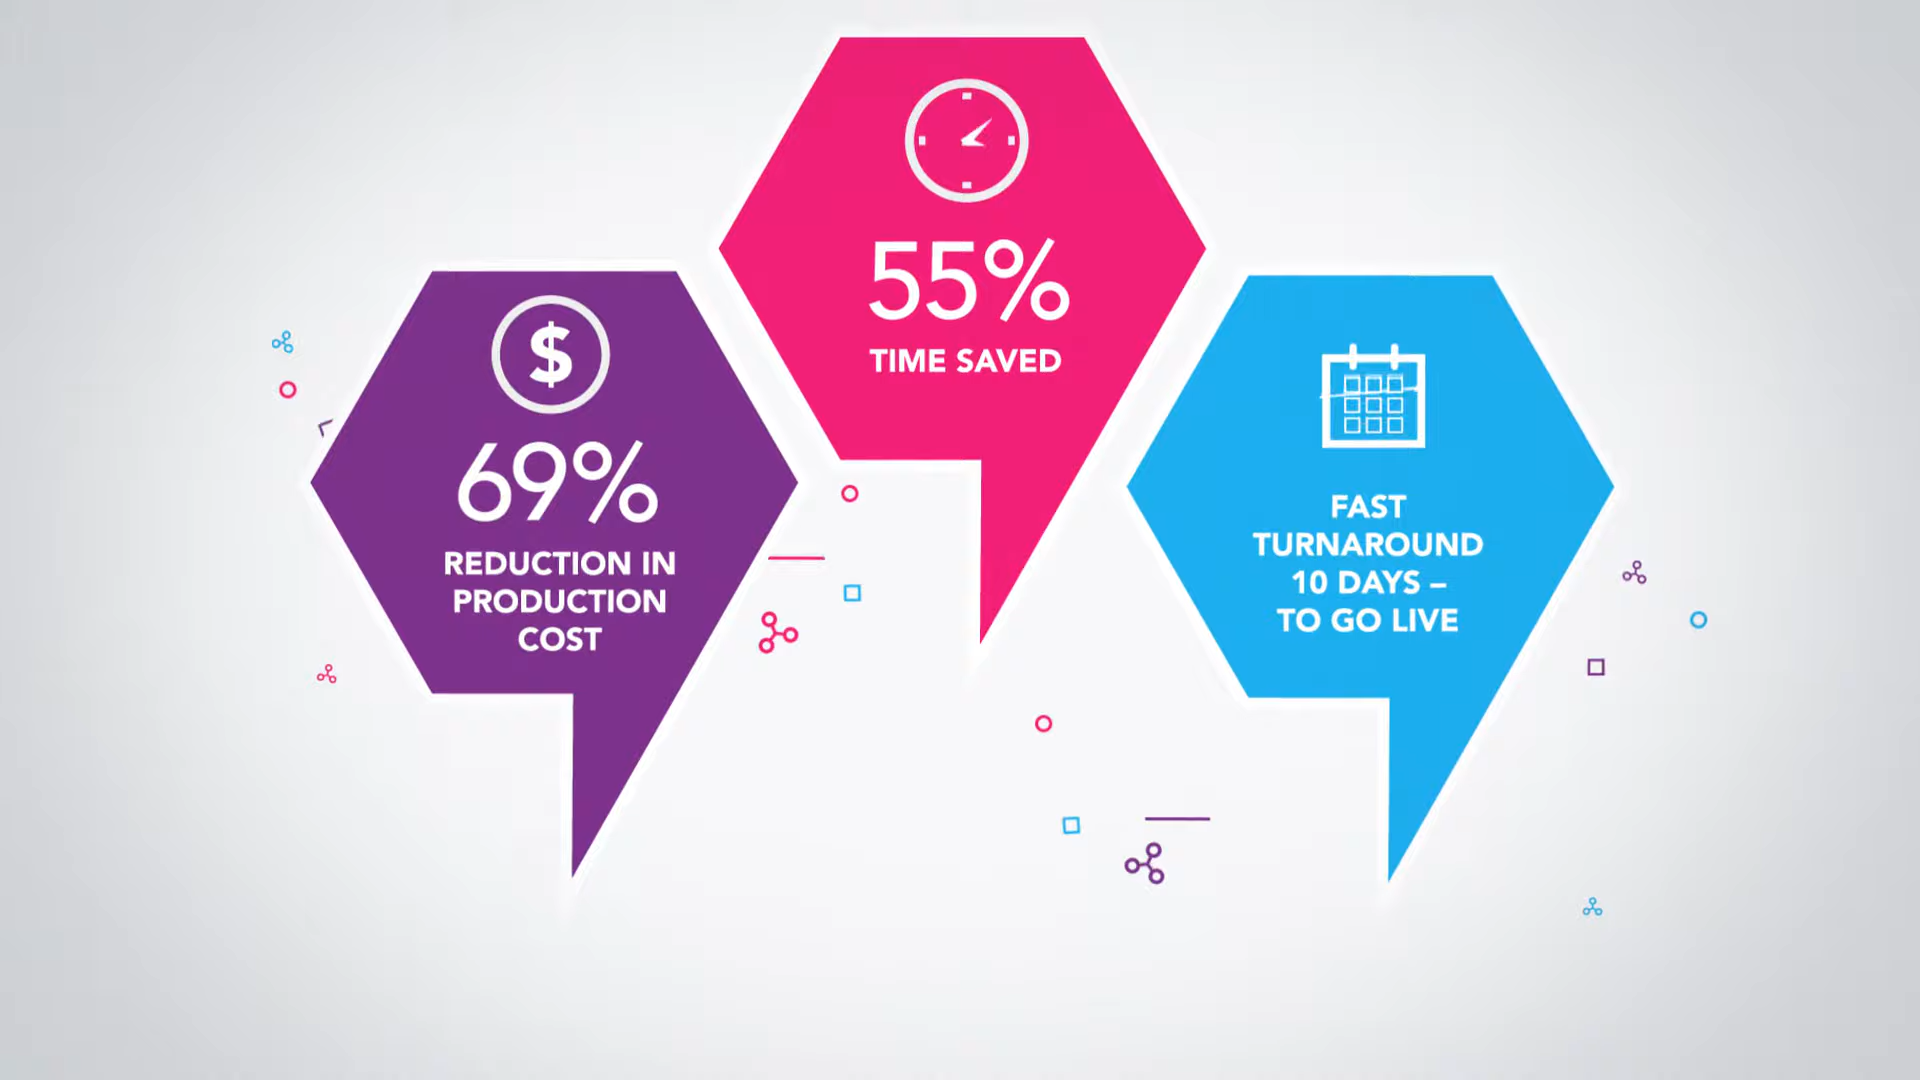 $
69%
REDUCTION IN
PRODUCTION
COST
55%
TIME SAVED
FAST
TURNAROUND
10 DAYS –
TO GO LIVE